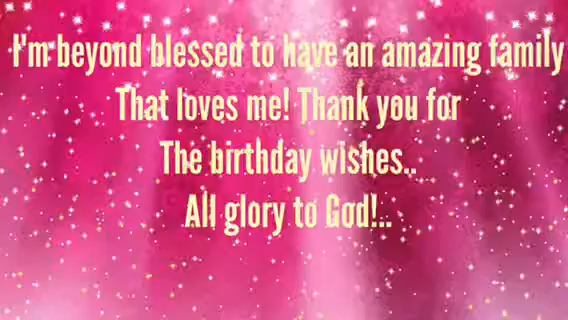 I'm beyond blessed to have an amazing family
That loves me! Thank you for
The birthday wishes..
All glory to God!..